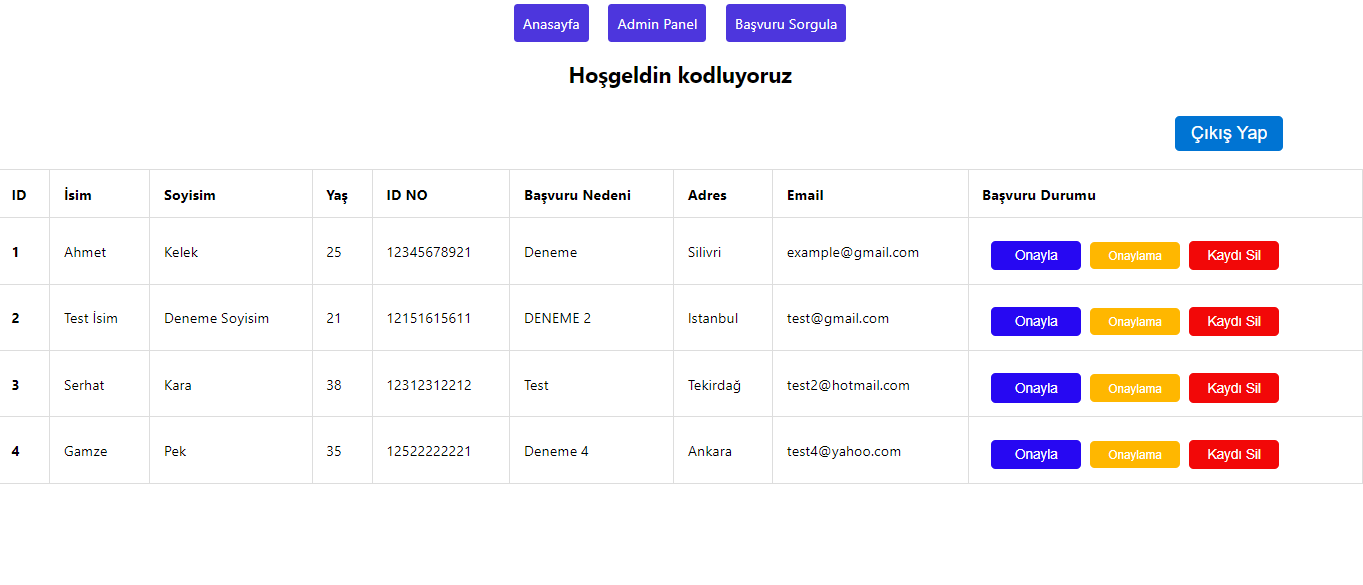 Anasayfa Admin Panel Başvuru Sorgula
Hoşgeldin kodluyoruz
Çıkış Yap
ID İsim Soyisim Yaş ID NO Başvuru Nedeni Adres Email Başvuru Durumu
1 Ahmet Kelek 25 12345678921 Deneme Silivri example@gmail.com Onayla Onaylama Kaydı Sil
2 Test İsim Deneme Soyisim 21 12151615611 DENEME 2 Istanbul test@gmail.com Onayla Onaylama Kaydı Sil
3 Serhat Kara 38 12312312212 Test Tekirdağ test2@hotmail.com Onayla Onaylama Kaydı Sil
4 Gamze Pek 35 12522222221 Deneme 4 Ankara test4@yahoo.com Onayla Onaylama Kaydı Sil